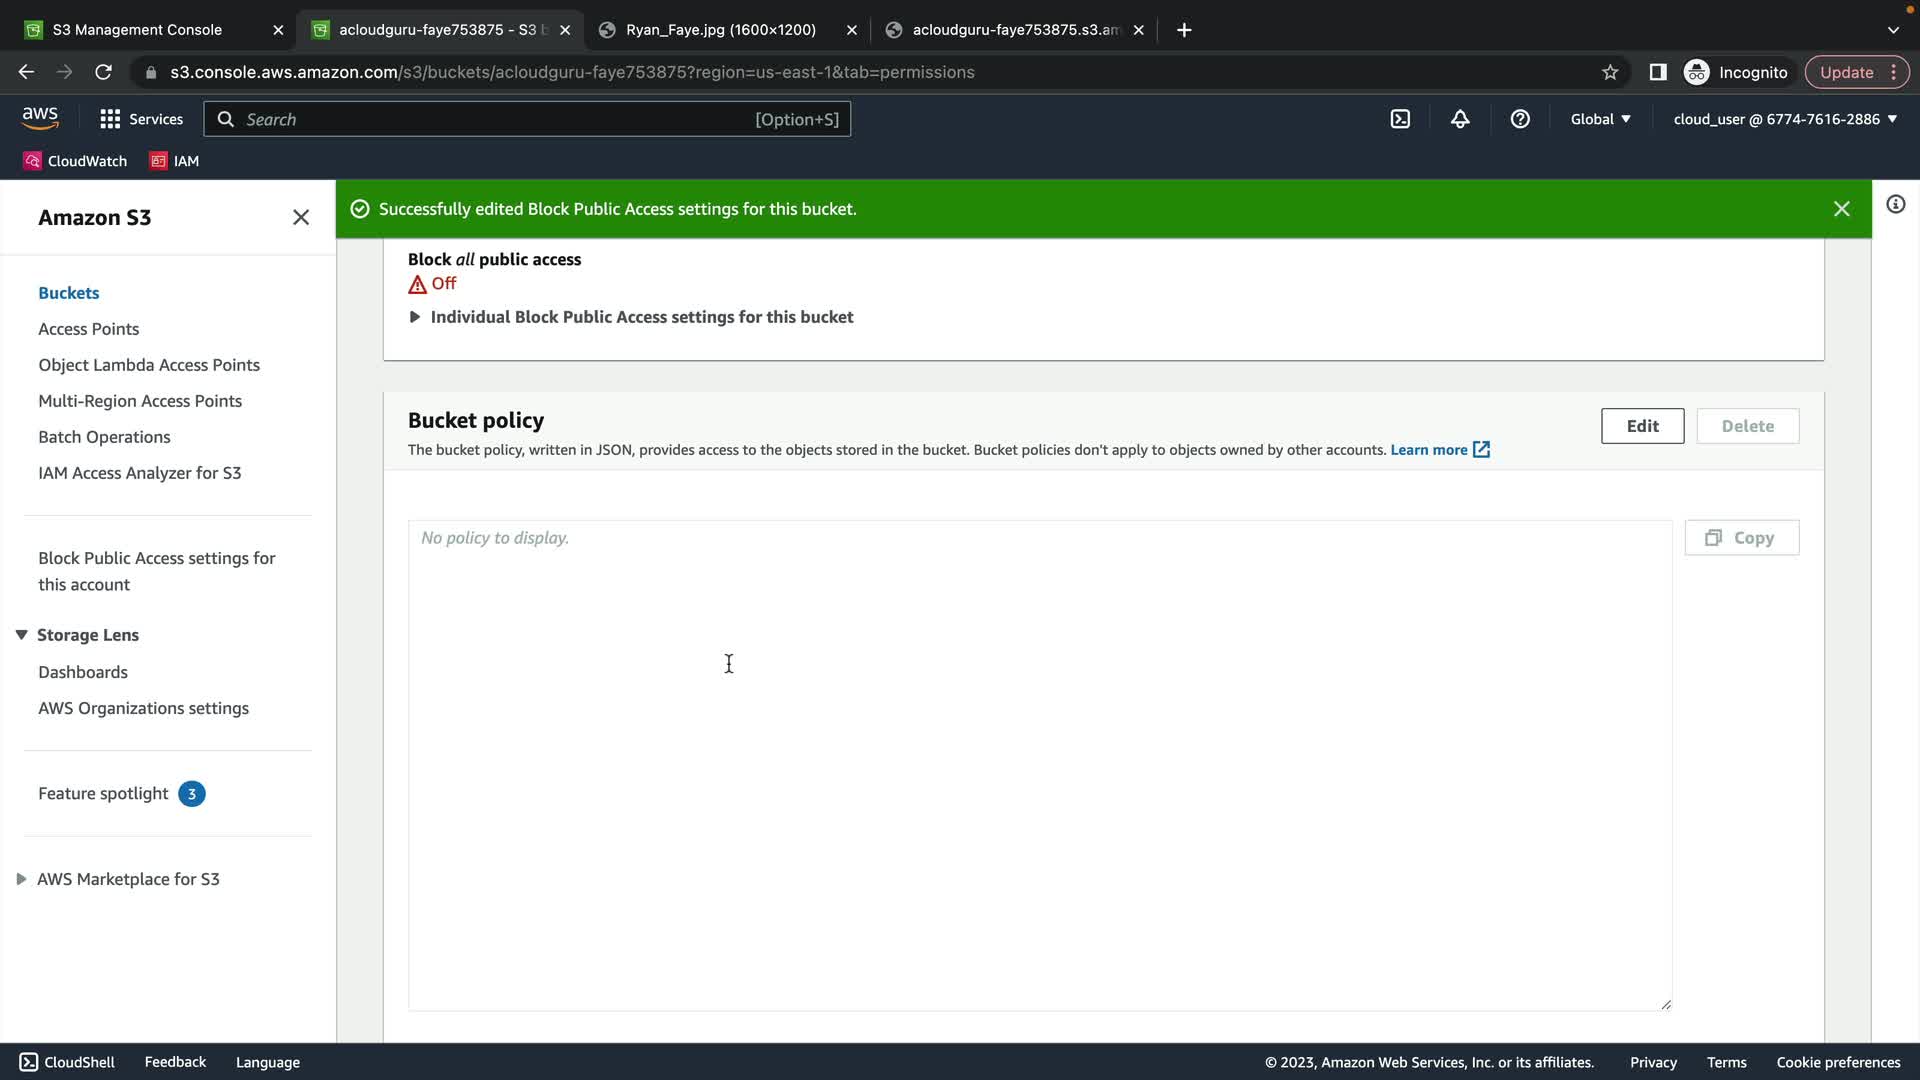 S3 Management Console
acloudguru-faye753875 - S3 b
Ryan_Faye.jpg (1600×1200)
acloudguru-faye753875.s3.am
s3.console.aws.amazon.com/s3/buckets/acloudguru-faye753875?region=us-east-1&tab=permissions
Incognito
Update
aws
Services
Search
[Option+S]
Global
cloud_user @ 6774-7616-2886
CloudWatch
IAM
Amazon S3
Buckets
Access Points
Object Lambda Access Points
Multi-Region Access Points
Batch Operations
IAM Access Analyzer for S3
Block Public Access settings for
this account
Storage Lens
Dashboards
AWS Organizations settings
Feature spotlight 3
AWS Marketplace for S3
Successfully edited Block Public Access settings for this bucket.
Block all public access
Off
Individual Block Public Access settings for this bucket
Bucket policy
Edit
Delete
The bucket policy, written in JSON, provides access to the objects stored in the bucket. Bucket policies don't apply to objects owned by other accounts. Learn more
No policy to display.
Copy
CloudShell
Feedback
Language
© 2023, Amazon Web Services, Inc. or its affiliates.
Privacy
Terms
Cookie preferences